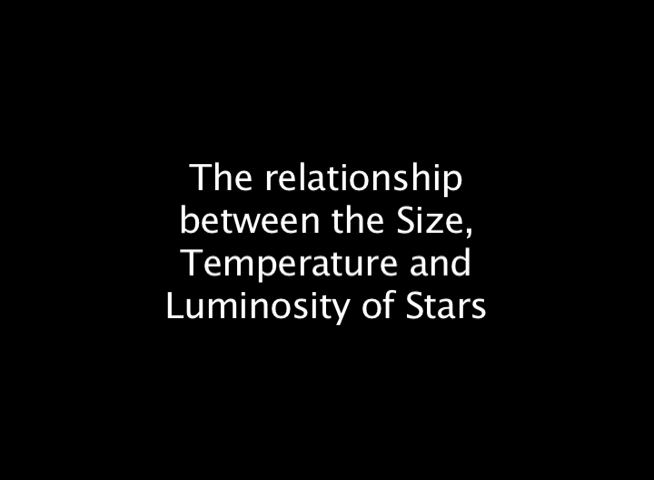 The relationship
between the Size,
Temperature and
Luminosity of Stars